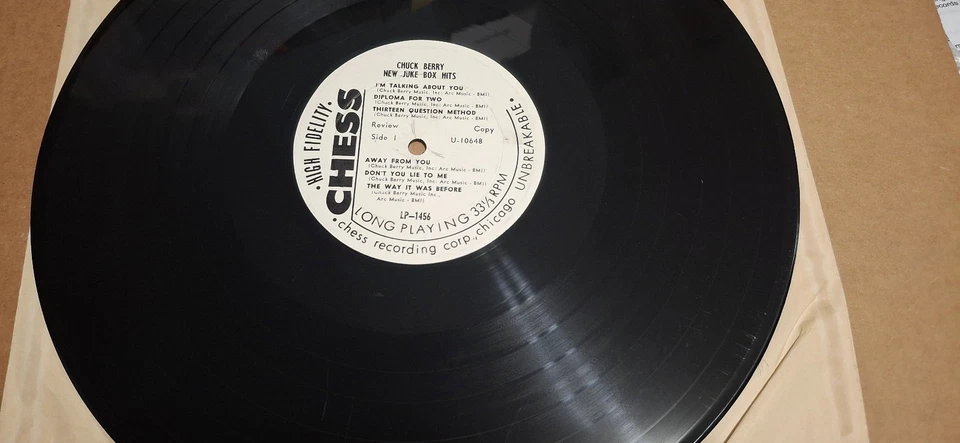 CHUCK BERRY
NEW JUKE BOX HITS
I'M TALKING ABOUT YOU
(Chuck Berry Music, Inc; Arc Music - BMI)
DIPLOMA FOR TWO
(Chuck Berry Music, Inc; Arc Music - BMI)
THIRTEEN QUESTION METHOD
(Chuck Berry Music, Inc; Arc Music - BMI)
Review Copy
Side 1 U-10648
AWAY FROM YOU
(Chuck Berry Music, Inc; Arc Music - BMI)
DON'T YOU LIE TO ME
(Chuck Berry Music, Inc; Arc Music - BMI)
THE WAY IT WAS BEFORE
(Chuck Berry Music Inc.,
Arc Music - BMI)
LP-1456
• HIGH FIDELITY •
CHESS
LONG PLAYING 33⅓ RPM
UNBREAKABLE •
• chess recording corp., chicago